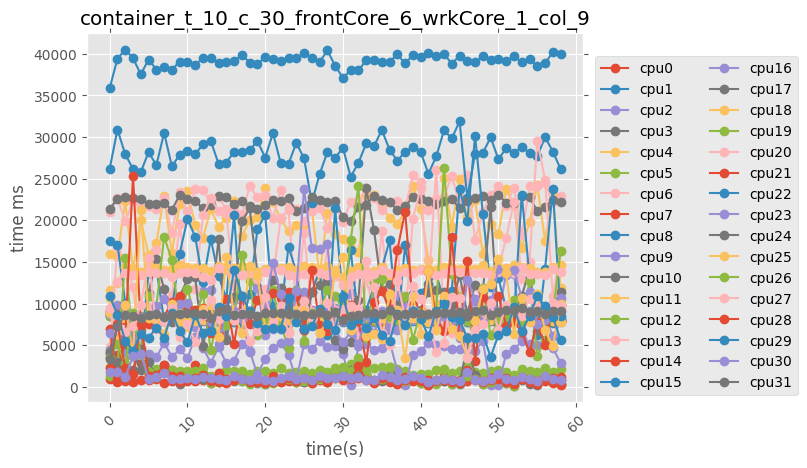 container_t_10_c_30_frontCore_6_wrkCore_1_col_9
time ms
40000
35000
30000
25000
20000
15000
10000
5000
0
0
10
20
30
40
50
60
time(s)
cpu0
cpu1
cpu2
cpu3
cpu4
cpu5
cpu6
cpu7
cpu8
cpu9
cpu10
cpu11
cpu12
cpu13
cpu14
cpu15
cpu16
cpu17
cpu18
cpu19
cpu20
cpu21
cpu22
cpu23
cpu24
cpu25
cpu26
cpu27
cpu28
cpu29
cpu30
cpu31